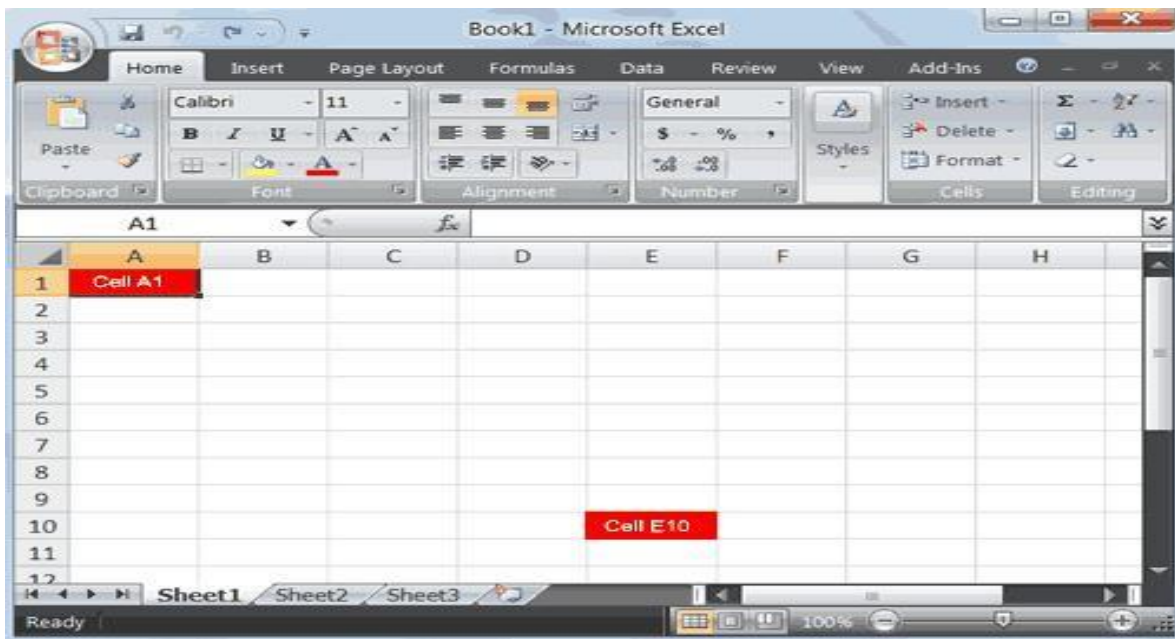 Book1 - Microsoft Excel
Home Insert Page Layout Formulas Data Review View Add-Ins
Calibri 11 General Insert
B I U A A $ % , Delete
Paste A Styles Format
Clipboard Font Alignment Number Cells Editing
A1 fx
A B C D E F G H
1 Cell A1
2
3
4
5
6
7
8
9
10 Cell E10
11
12
Sheet1 Sheet2 Sheet3
Ready 100%